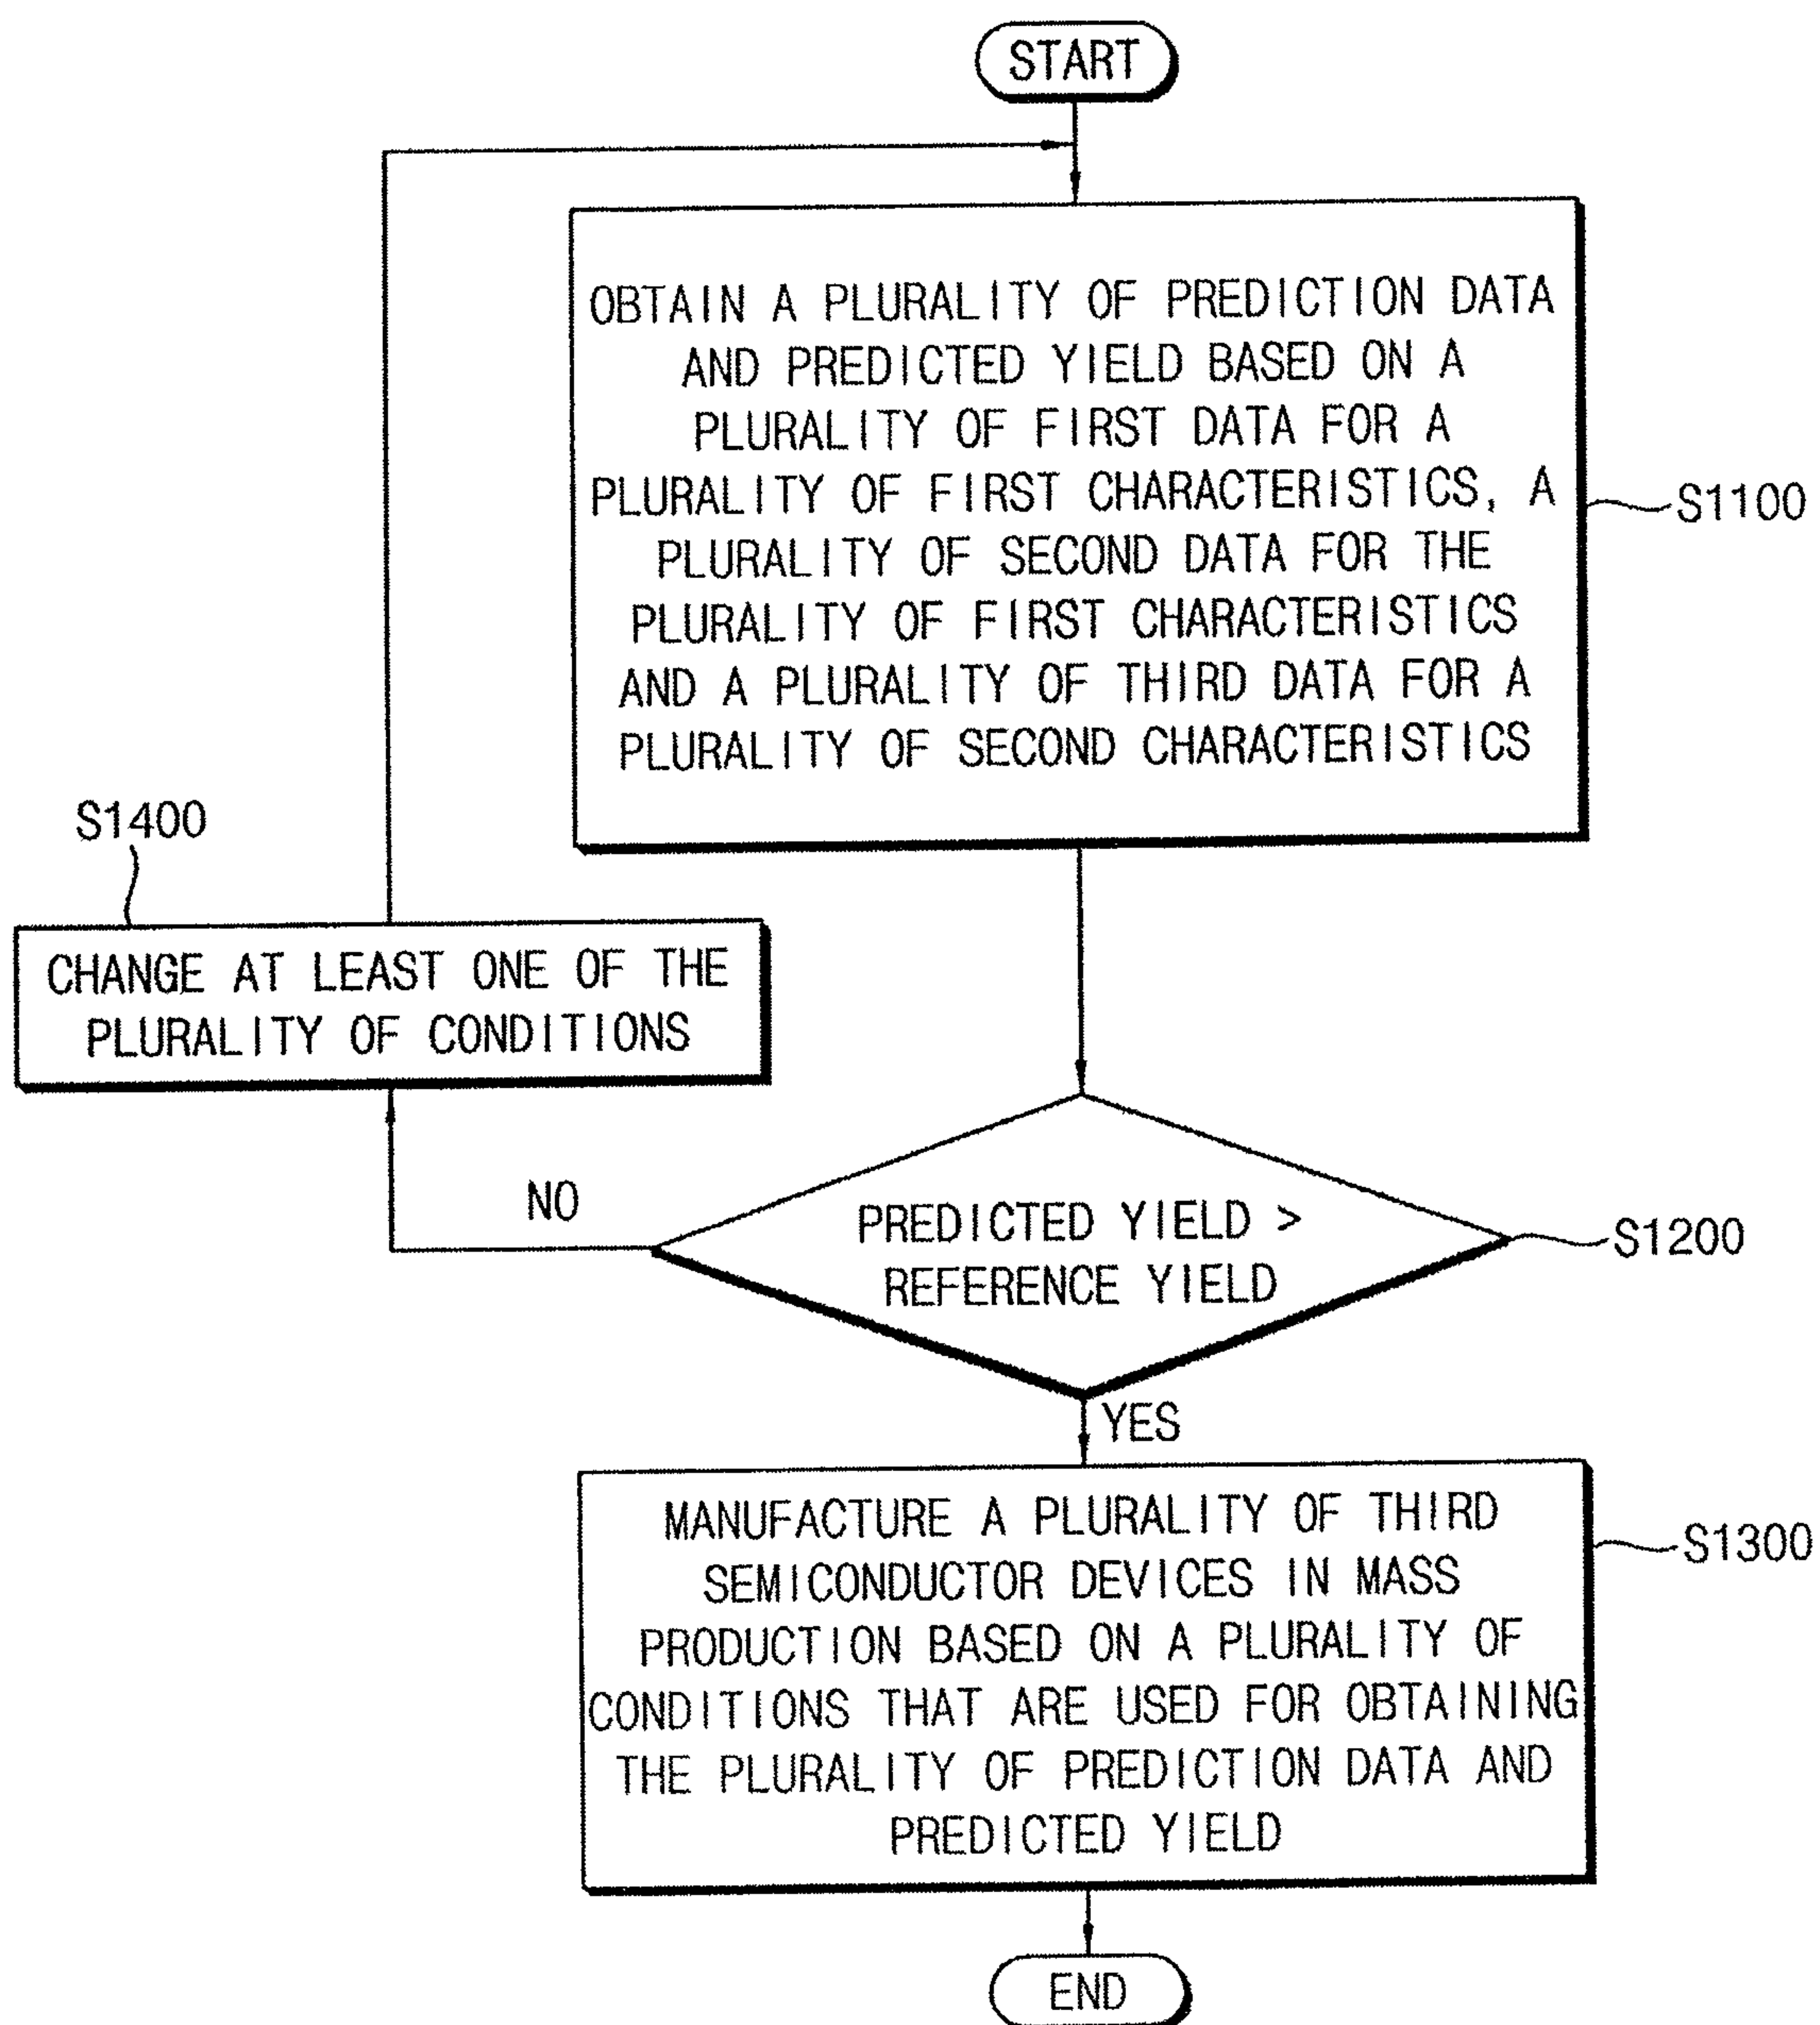 START
OBTAIN A PLURALITY OF PREDICTION DATA
AND PREDICTED YIELD BASED ON A
PLURALITY OF FIRST DATA FOR A
PLURALITY OF FIRST CHARACTERISTICS, A
PLURALITY OF SECOND DATA FOR THE
PLURALITY OF FIRST CHARACTERISTICS
AND A PLURALITY OF THIRD DATA FOR A
PLURALITY OF SECOND CHARACTERISTICS
S1100
S1400
CHANGE AT LEAST ONE OF THE
PLURALITY OF CONDITIONS
NO
PREDICTED YIELD >
REFERENCE YIELD
S1200
YES
MANUFACTURE A PLURALITY OF THIRD
SEMICONDUCTOR DEVICES IN MASS
PRODUCTION BASED ON A PLURALITY OF
CONDITIONS THAT ARE USED FOR OBTAINING
THE PLURALITY OF PREDICTION DATA AND
PREDICTED YIELD
S1300
END